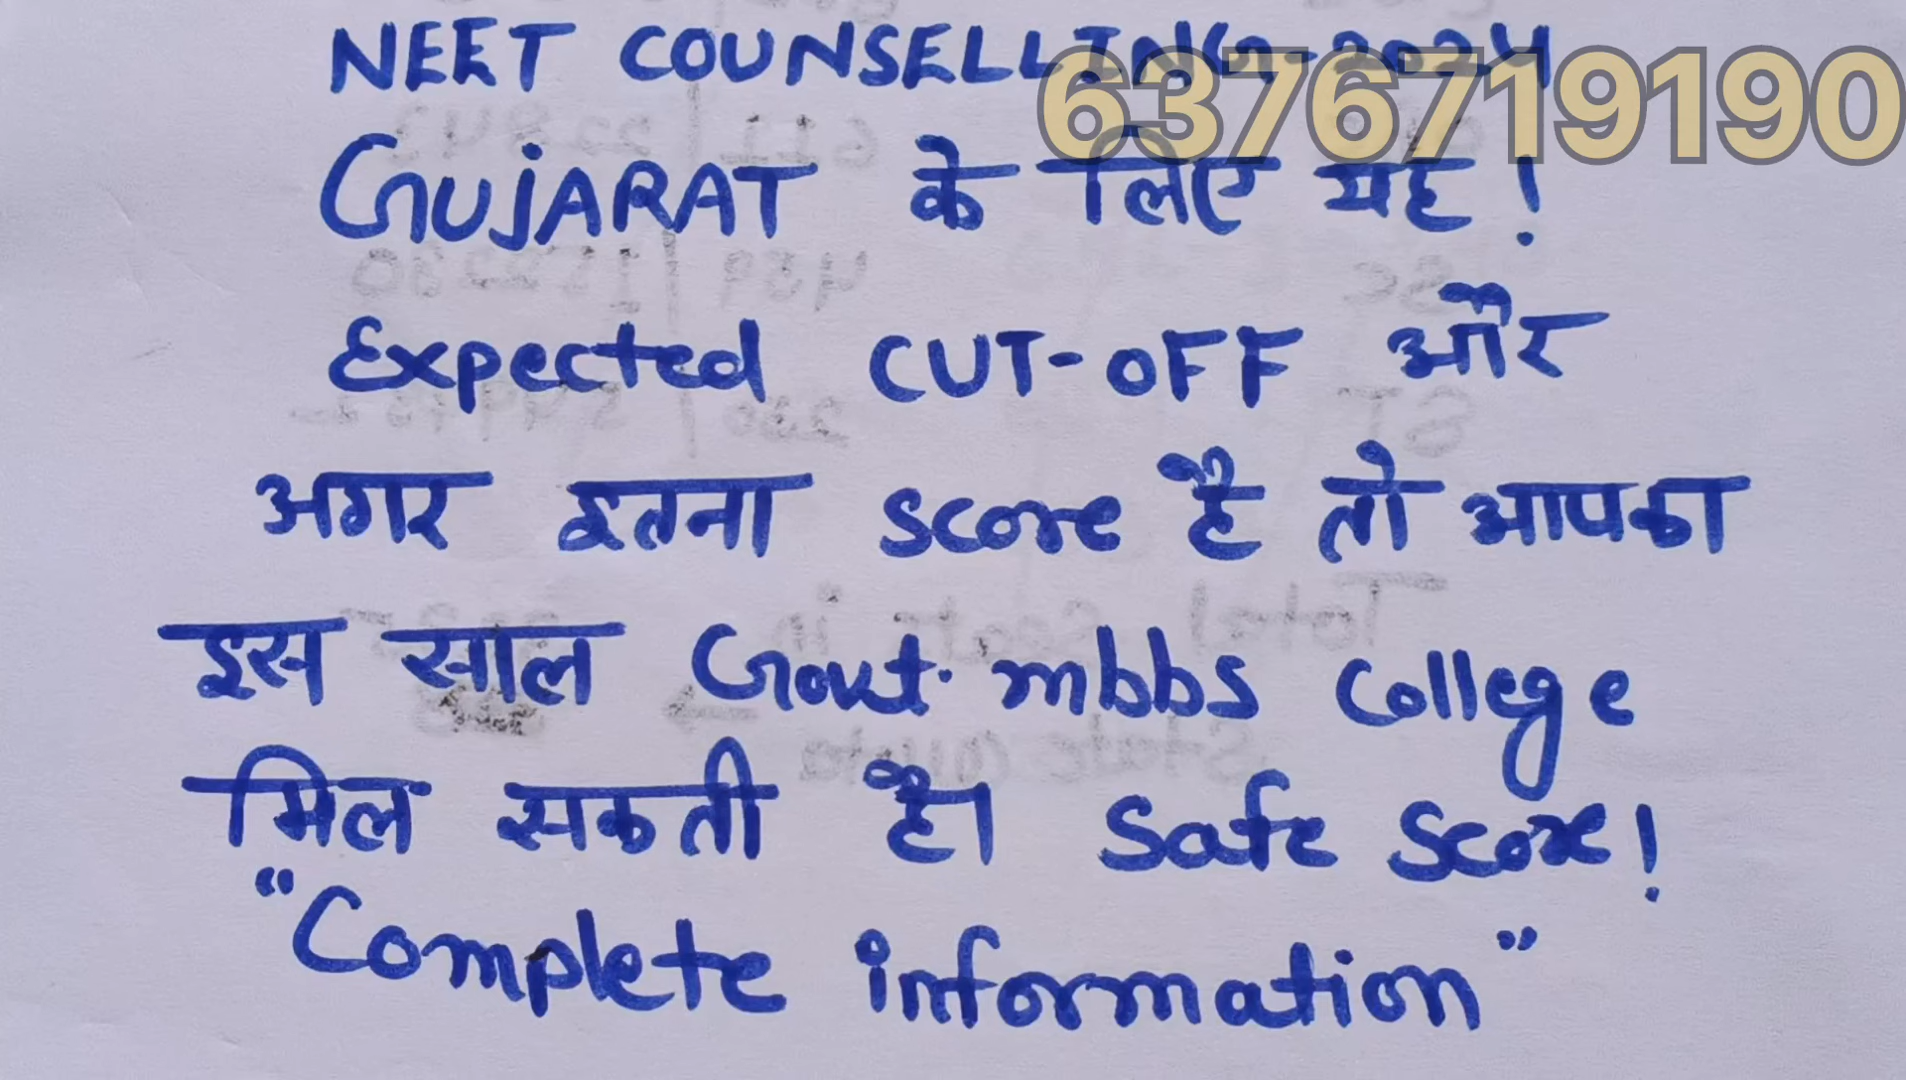 NEET COUNSELLING-2024
6376719190
GUJARAT के लिए यह !
Expected CUT-OFF और
अगर इतना score है तो आपका
इस साल Govt. mbbs college
मिल सकती है। Safe Score!
"Complete information"